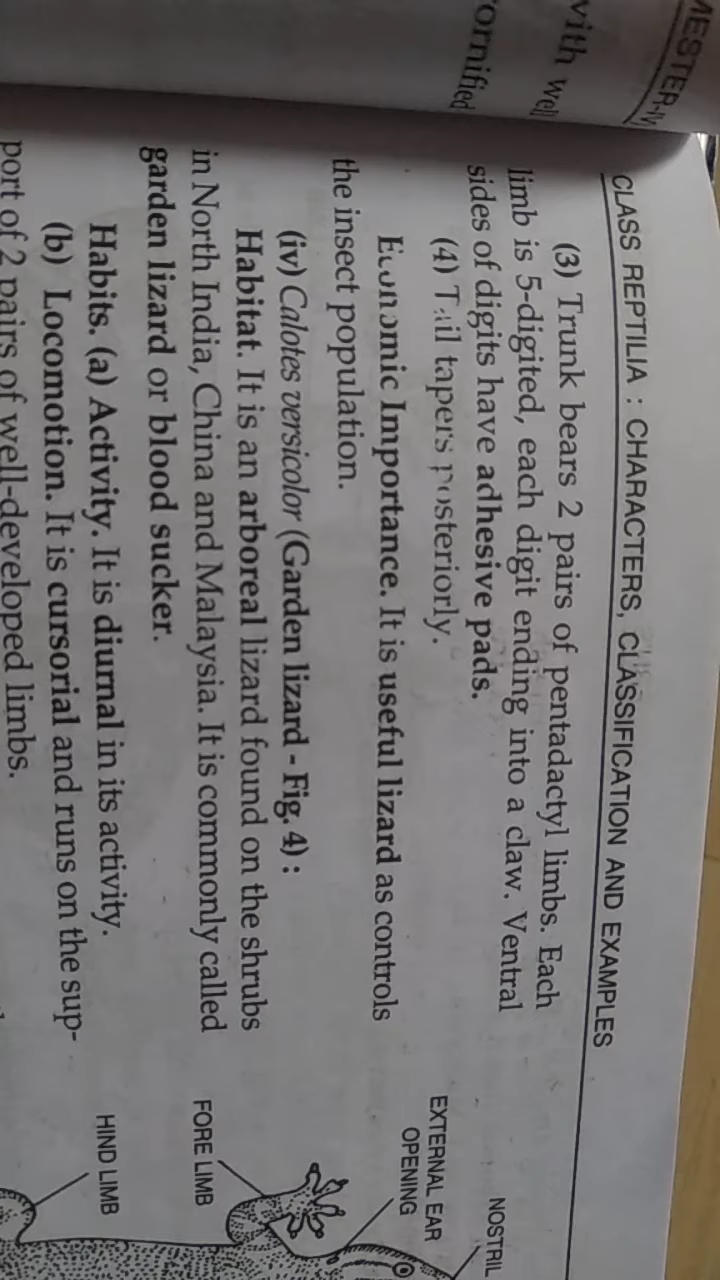 MESTER-IV
with well
ornified
CLASS REPTILIA : CHARACTERS, CLASSIFICATION AND EXAMPLES
(3) Trunk bears 2 pairs of pentadactyl limbs. Each
limb is 5-digited, each digit ending into a claw. Ventral
sides of digits have adhesive pads.
(4) Tail tapers posteriorly.
Economic Importance. It is useful lizard as controls
the insect population.
(iv) Calotes versicolor (Garden lizard - Fig. 4) :
Habitat. It is an arboreal lizard found on the shrubs
in North India, China and Malaysia. It is commonly called
garden lizard or blood sucker.
Habits. (a) Activity. It is diurnal in its activity.
(b) Locomotion. It is cursorial and runs on the sup-
port of 2 pairs of well-developed limbs.
NOSTRIL
EXTERNAL EAR
OPENING
FORE LIMB
HIND LIMB